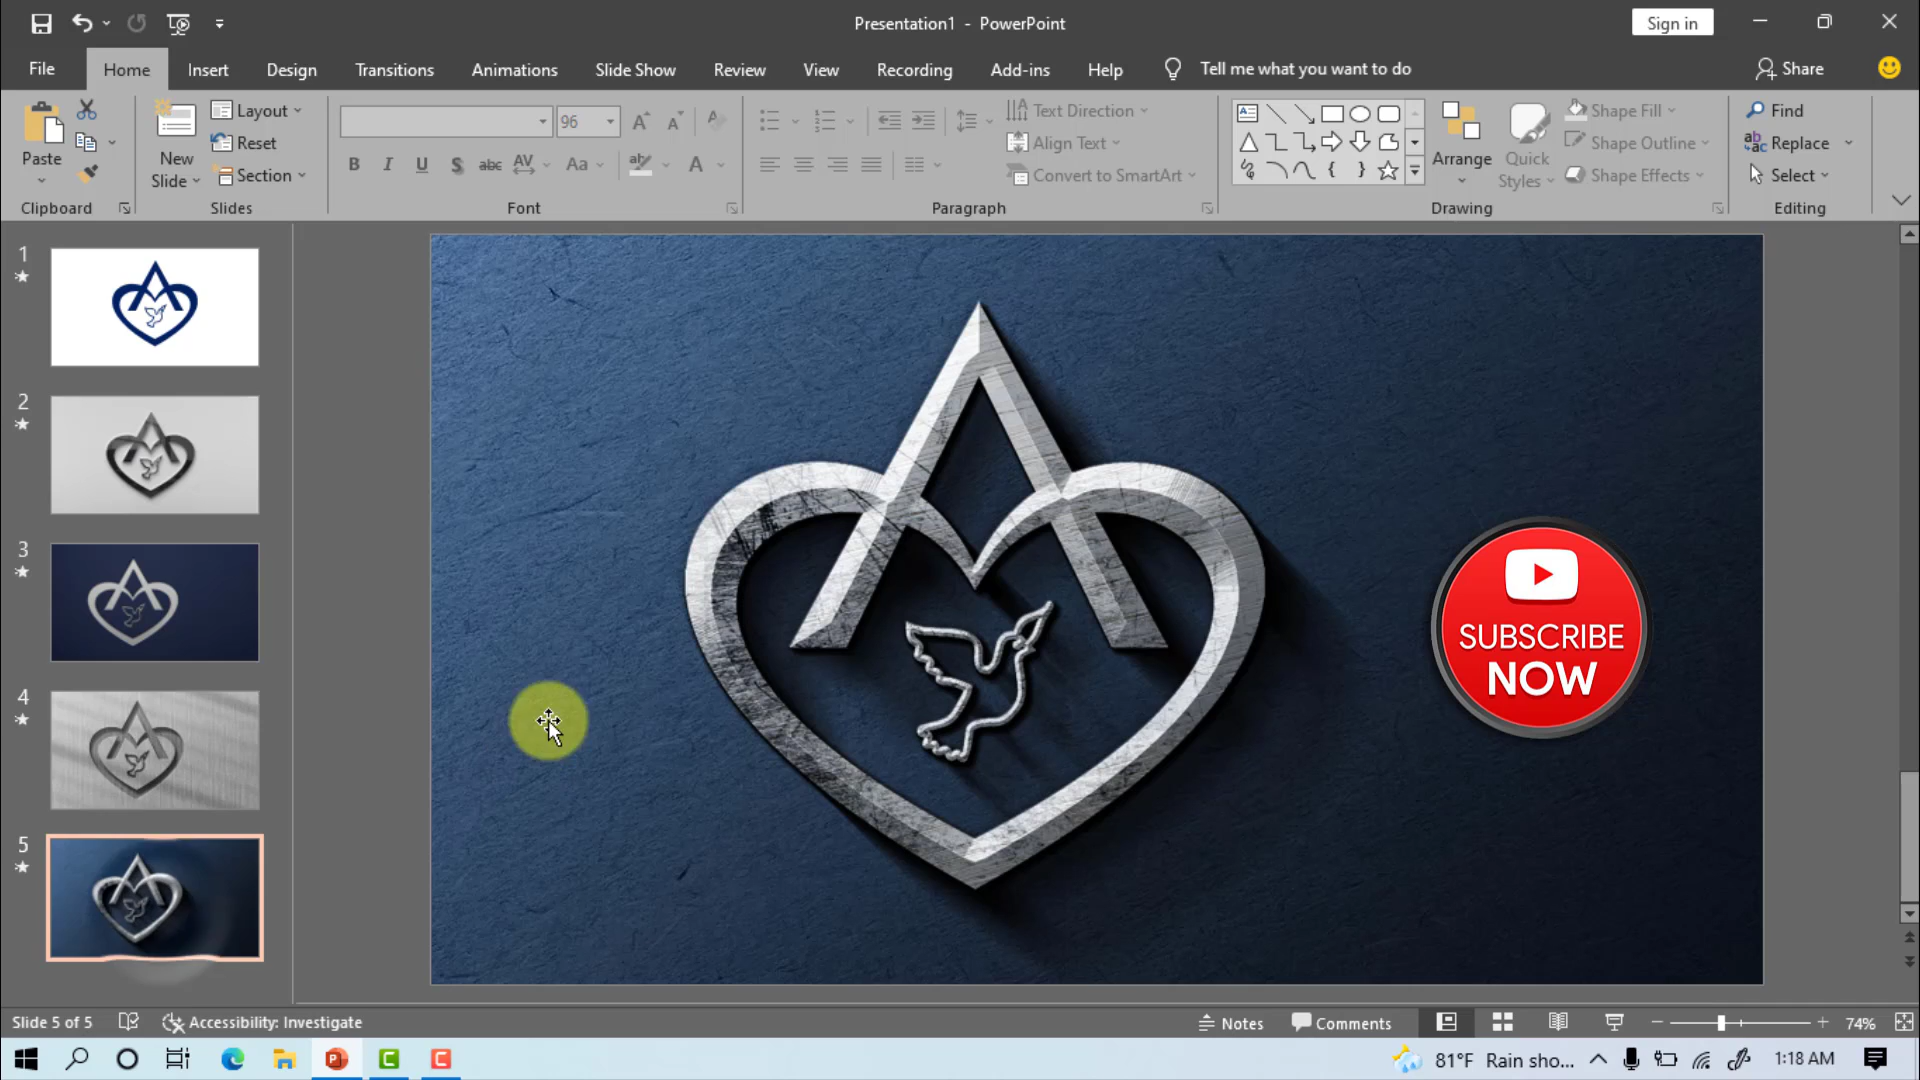 Presentation1 - PowerPoint
Sign in
File
Home
Insert
Design
Transitions
Animations
Slide Show
Review
View
Recording
Add-ins
Help
Tell me what you want to do
Share
Paste
New
Slide
Layout
Reset
Section
96
B I U S abc AV Aa A
Text Direction
Align Text
Convert to SmartArt
Arrange
Quick
Styles
Shape Fill
Shape Outline
Shape Effects
Find
Replace
Select
Clipboard
Slides
Font
Paragraph
Drawing
Editing
1
2
3
4
5
SUBSCRIBE
NOW
Slide 5 of 5
Accessibility: Investigate
Notes
Comments
74%
81°F Rain sho...
1:18 AM